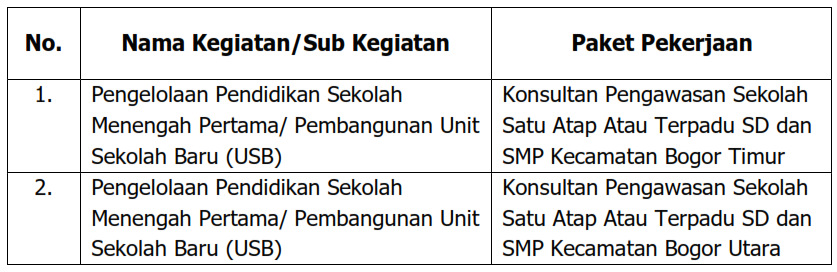 No. Nama Kegiatan/Sub Kegiatan Paket Pekerjaan
1. Pengelolaan Pendidikan Sekolah Konsultan Pengawasan Sekolah
Menengah Pertama/ Pembangunan Unit Satu Atap Atau Terpadu SD dan
Sekolah Baru (USB) SMP Kecamatan Bogor Timur
2. Pengelolaan Pendidikan Sekolah Konsultan Pengawasan Sekolah
Menengah Pertama/ Pembangunan Unit Satu Atap Atau Terpadu SD dan
Sekolah Baru (USB) SMP Kecamatan Bogor Utara